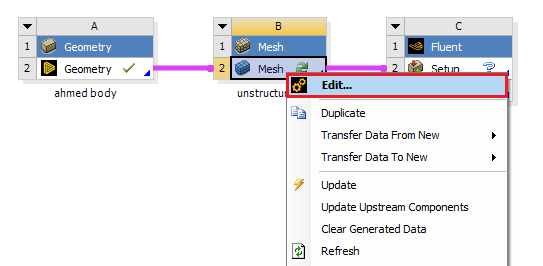 A
1 Geometry
2 Geometry
ahmed body
B
1 Mesh
2 Mesh
unstructu
C
1 Fluent
2 Setup
Edit...
Duplicate
Transfer Data From New
Transfer Data To New
Update
Update Upstream Components
Clear Generated Data
Refresh